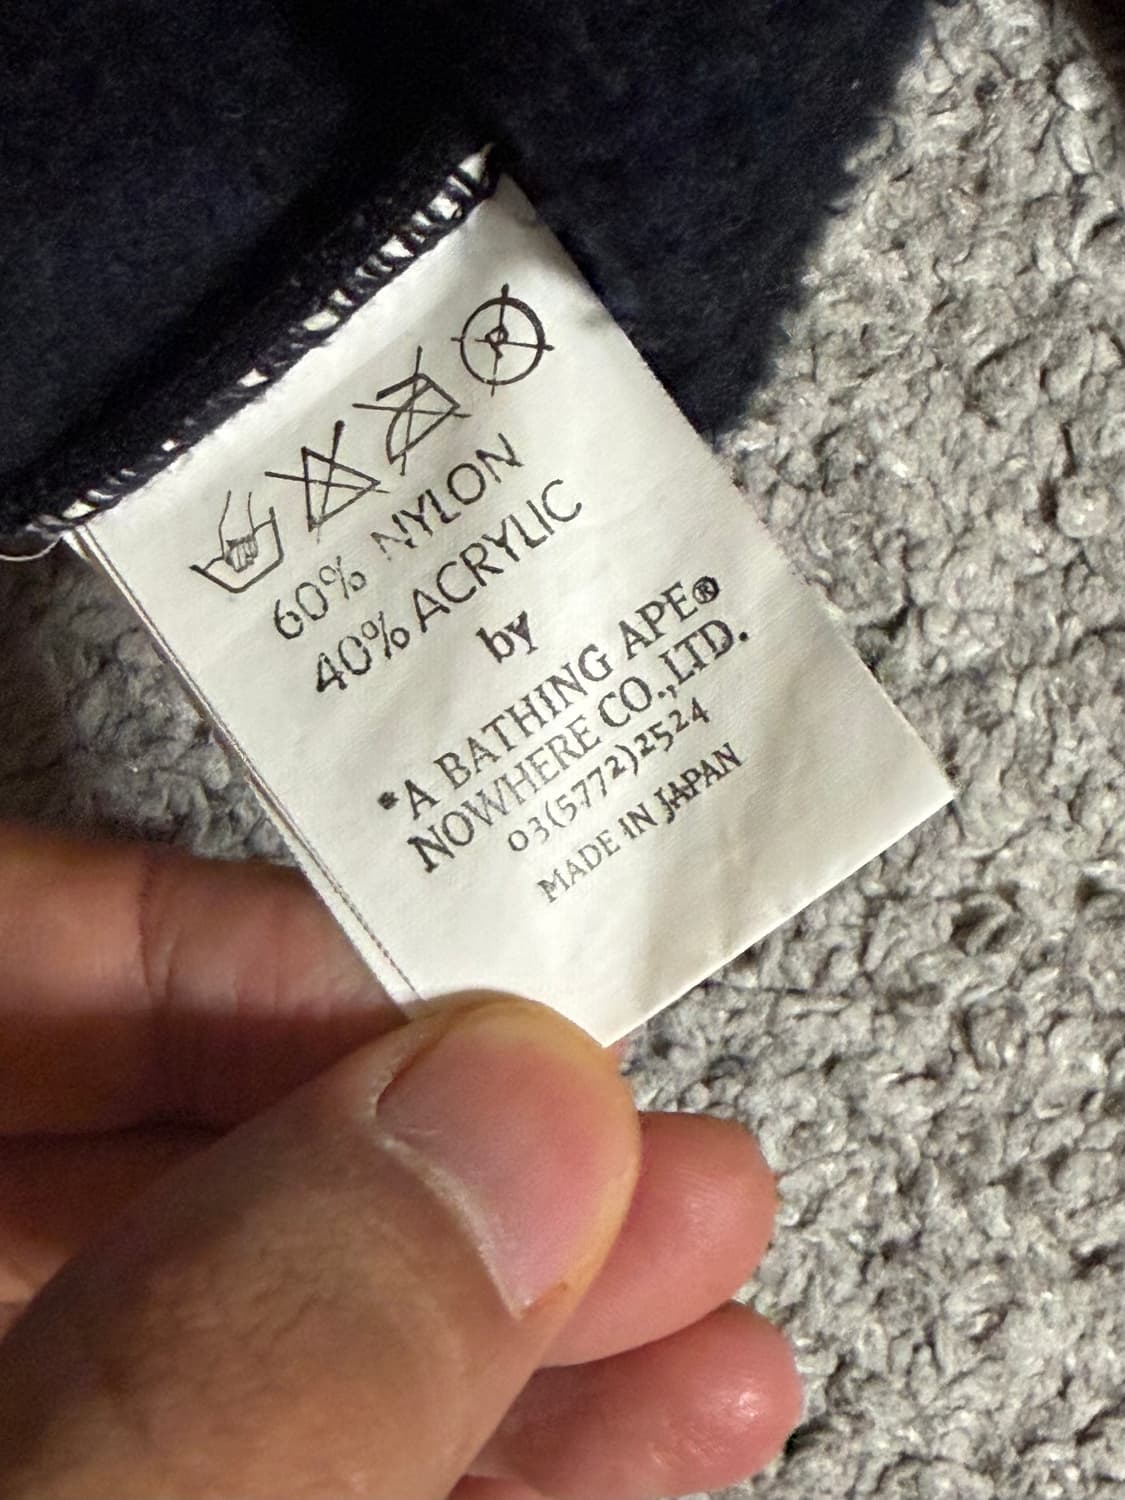 P
60% NYLON
40% ACRYLIC
by
*A BATHING APE®
NOWHERE CO.,LTD.
03(5772)2524
MADE IN JAPAN